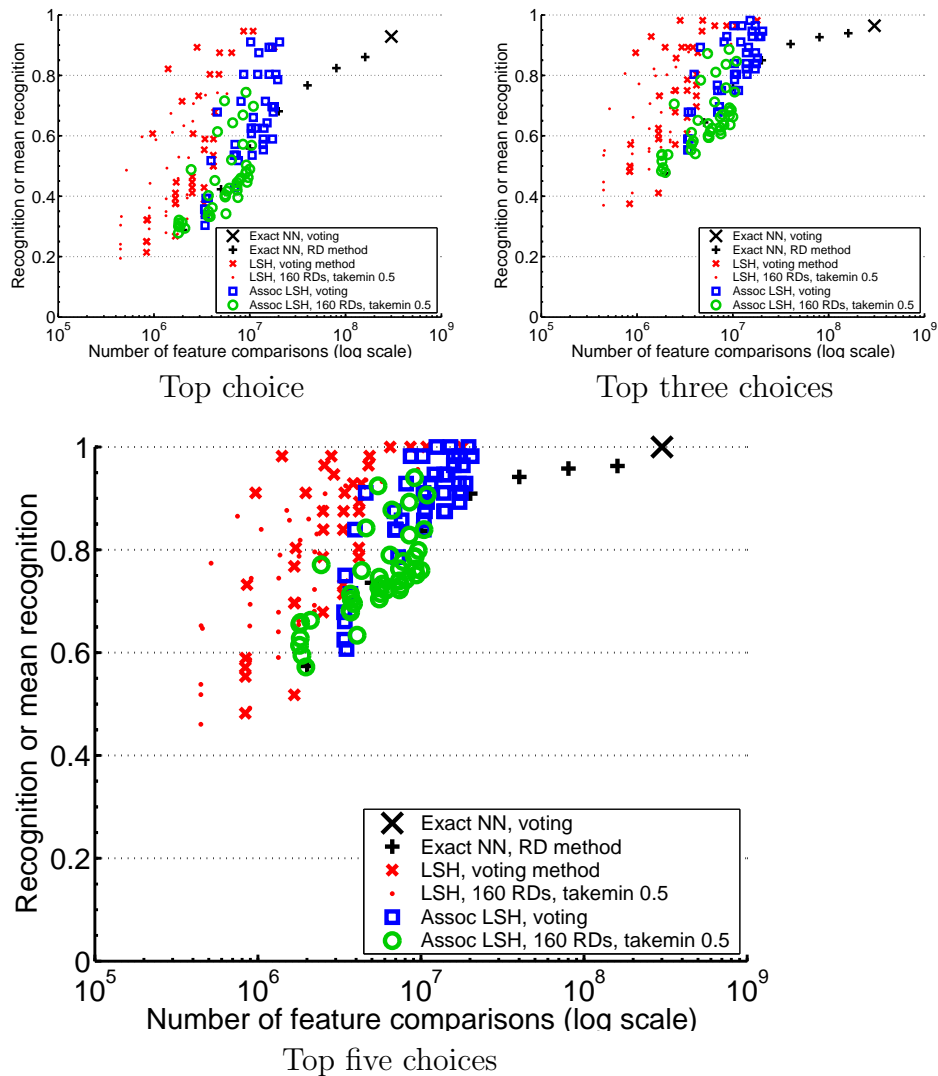 1
0.8
0.6
0.4
0.2
0
Recognition or mean recognition
Exact NN, voting
Exact NN, RD method
LSH, voting method
LSH, 160 RDs, takemin 0.5
Assoc LSH, voting
Assoc LSH, 160 RDs, takemin 0.5
10^5 10^6 10^7 10^8 10^9
Number of feature comparisons (log scale)
Top choice
1
0.8
0.6
0.4
0.2
0
Recognition or mean recognition
Exact NN, voting
Exact NN, RD method
LSH, voting method
LSH, 160 RDs, takemin 0.5
Assoc LSH, voting
Assoc LSH, 160 RDs, takemin 0.5
10^5 10^6 10^7 10^8 10^9
Number of feature comparisons (log scale)
Top three choices
1
0.8
0.6
0.4
0.2
0
Recognition or mean recognition
Exact NN, voting
Exact NN, RD method
LSH, voting method
LSH, 160 RDs, takemin 0.5
Assoc LSH, voting
Assoc LSH, 160 RDs, takemin 0.5
10^5 10^6 10^7 10^8 10^9
Number of feature comparisons (log scale)
Top five choices